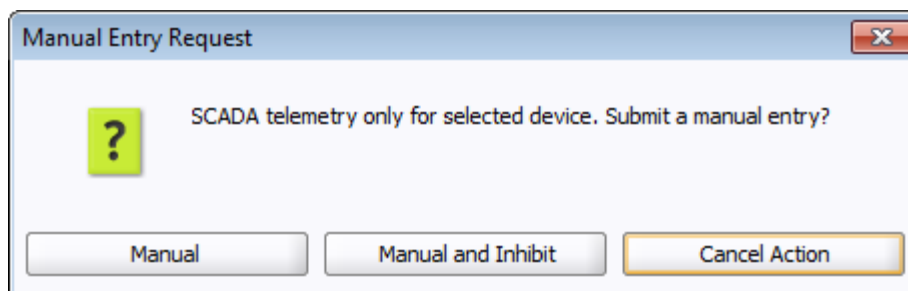 Manual Entry Request
SCADA telemetry only for selected device. Submit a manual entry?
?
Manual
Manual and Inhibit
Cancel Action